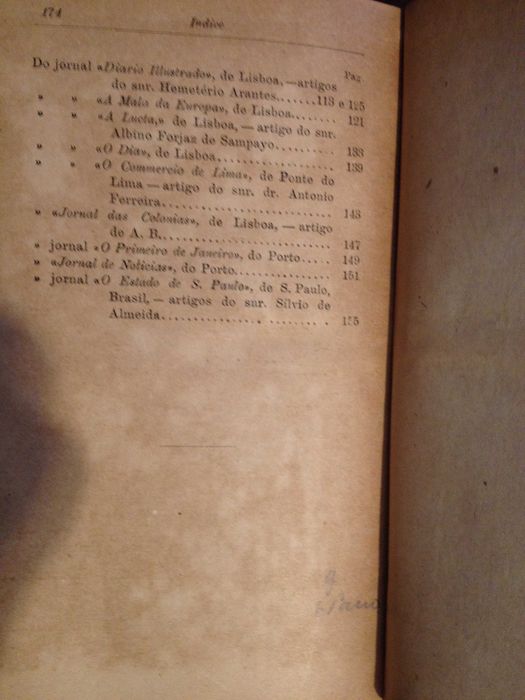 174
Indice
Pag.
Do jornal «Diario Illustrado», de Lisboa,—artigos
do snr. Hemetério Arantes.......113 e 125
» » «A Mala da Europa», de Lisboa........ 121
» » «A Lucta,» de Lisboa, — artigo do snr.
Albino Forjaz de Sampayo.......... 133
» » «O Dia», de Lisboa.................... 139
» » «O Commercio de Lima», de Ponte do
Lima — artigo do snr. dr. Antonio
Ferreira............................. 143
» «Jornal das Colonias», de Lisboa, — artigo
de A. B............................. 147
» jornal «O Primeiro de Janeiro», do Porto..... 149
» «Jornal de Noticias», do Porto................ 151
» jornal «O Estado de S. Paulo», de S. Paulo,
Brasil, — artigos do snr. Sílvio de
Almeida............................. 155